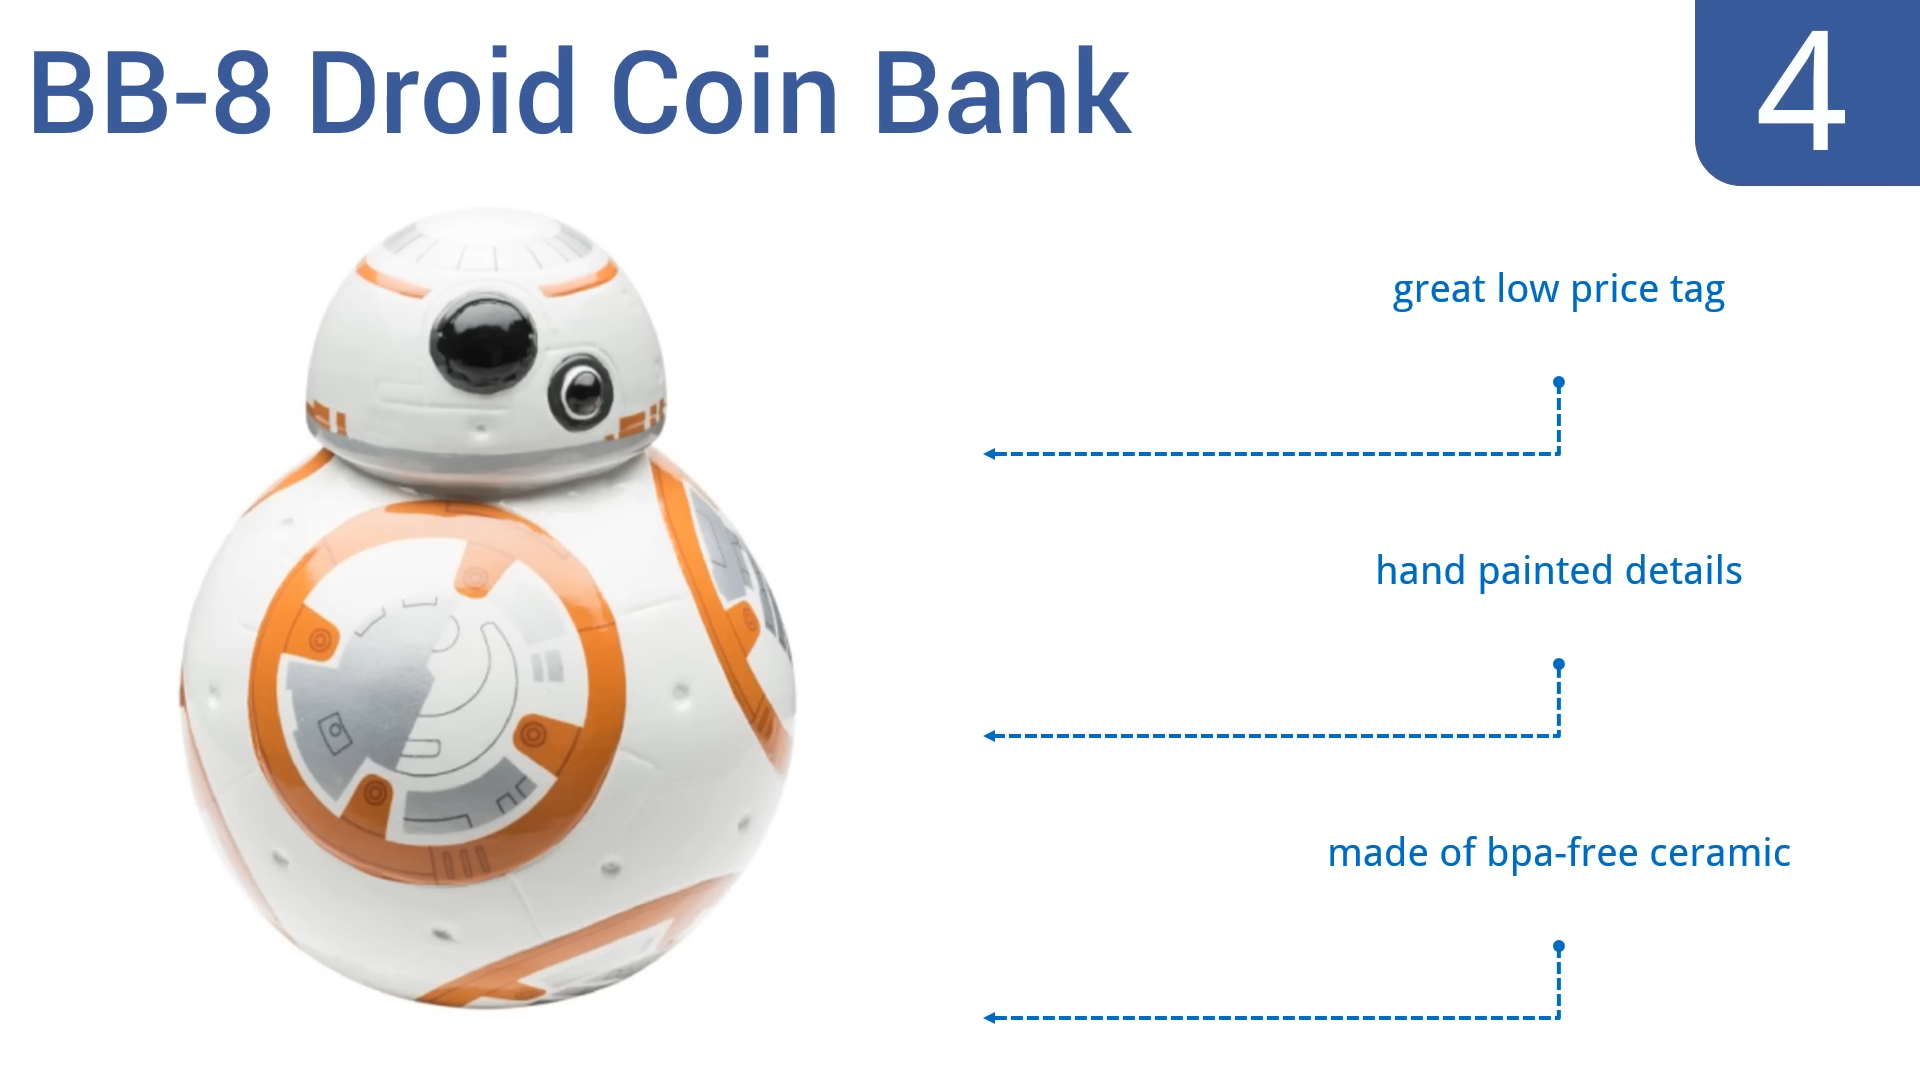 BB-8 Droid Coin Bank
4
great low price tag
hand painted details
made of bpa-free ceramic